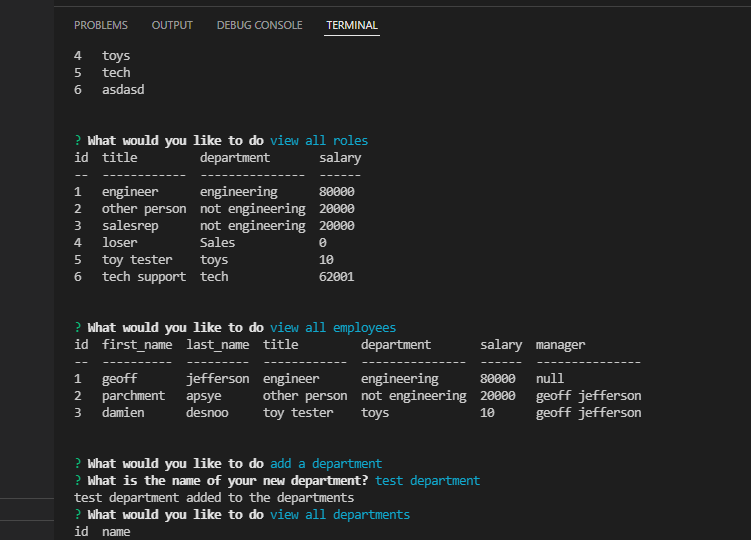 PROBLEMS OUTPUT DEBUG CONSOLE TERMINAL
4 toys
5 tech
6 asdasd
? What would you like to do view all roles
id title department salary
-- ------------ --------------- ------
1 engineer engineering 80000
2 other person not engineering 20000
3 salesrep not engineering 20000
4 loser Sales 0
5 toy tester toys 10
6 tech support tech 62001
? What would you like to do view all employees
id first_name last_name title department salary manager
-- ---------- --------- ------------ --------------- ------ ---------------
1 geoff jefferson engineer engineering 80000 null
2 parchment apsye other person not engineering 20000 geoff jefferson
3 damien desnoo toy tester toys 10 geoff jefferson
? What would you like to do add a department
? What is the name of your new department? test department
test department added to the departments
? What would you like to do view all departments
id name